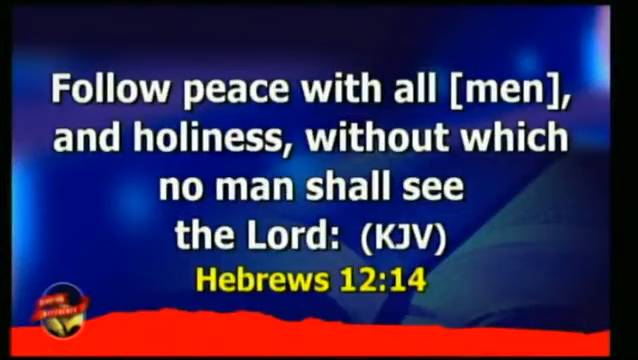 Follow peace with all [men],
and holiness, without which
no man shall see
the Lord: (KJV)
Hebrews 12:14